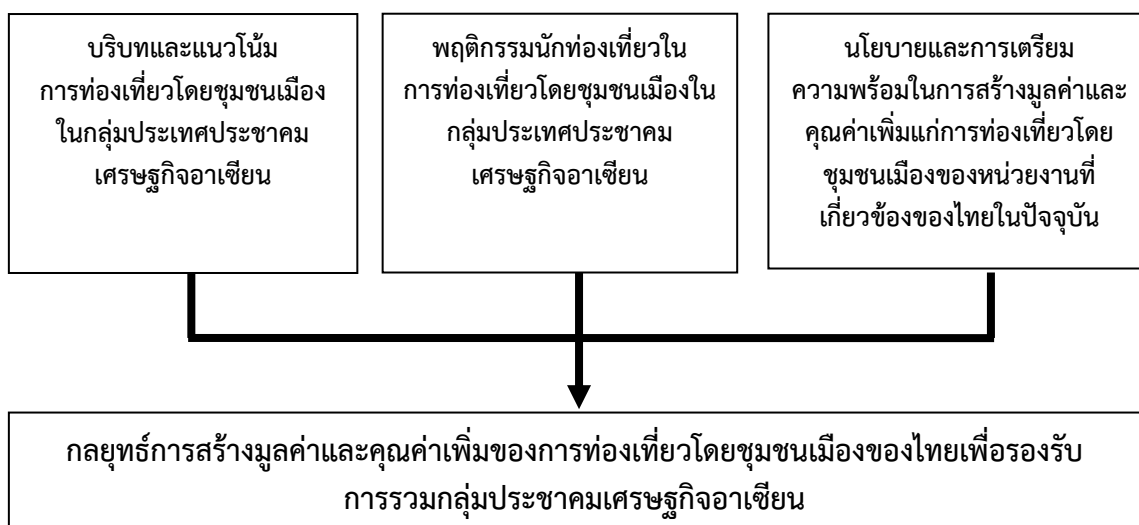 บริบทและแนวโน้ม
การท่องเที่ยวโดยชุมชนเมือง
ในกลุ่มประเทศประชาคม
เศรษฐกิจอาเซียน
พฤติกรรมนักท่องเที่ยวใน
การท่องเที่ยวโดยชุมชนเมืองใน
กลุ่มประเทศประชาคม
เศรษฐกิจอาเซียน
นโยบายและการเตรียม
ความพร้อมในการสร้างมูลค่าและ
คุณค่าเพิ่มแก่การท่องเที่ยวโดย
ชุมชนเมืองของหน่วยงานที่
เกี่ยวข้องของไทยในปัจจุบัน
กลยุทธ์การสร้างมูลค่าและคุณค่าเพิ่มของการท่องเที่ยวโดยชุมชนเมืองของไทยเพื่อรองรับ
การรวมกลุ่มประชาคมเศรษฐกิจอาเซียน